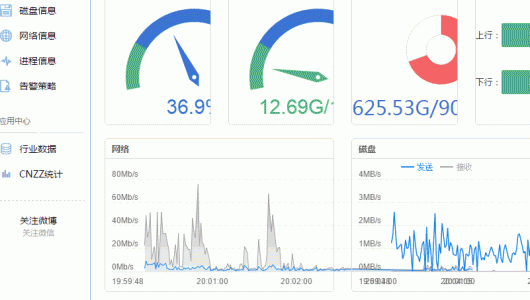 磁盘信息
网络信息
进程信息
告警策略
应用中心
行业数据
CNZZ统计
关注微博
关注微信
36.9%
12.69G/1
625.53G/90
上行：
下行：
网络
80Mb/s
60Mb/s
40Mb/s
20Mb/s
0Mb/s
19:59:48
20:01:00
20:02:00
磁盘
发送
接收
4MB/s
3MB/s
2MB/s
1MB/s
0MB/s